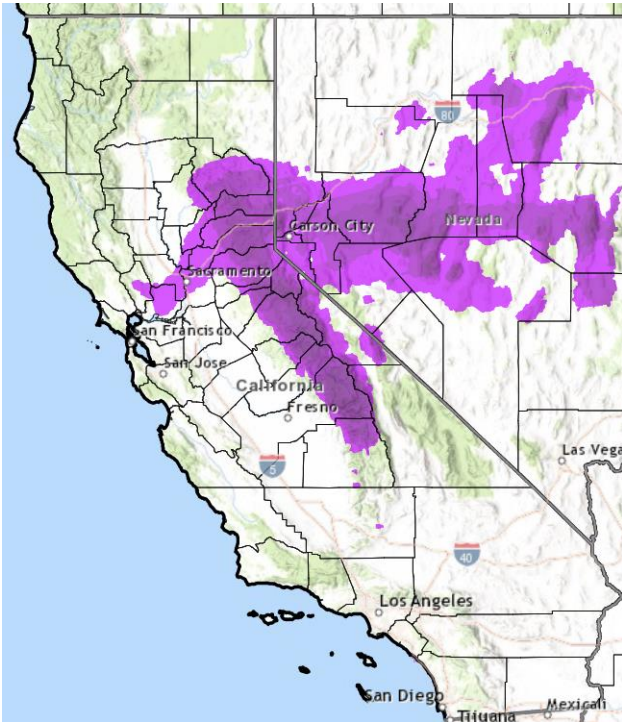 80
Nevada
Carson City
Sacramento
San Francisco
San Jose
California
Fresno
5
Las Vega
40
Los Angeles
San Diego
Tijuana
Mexicali